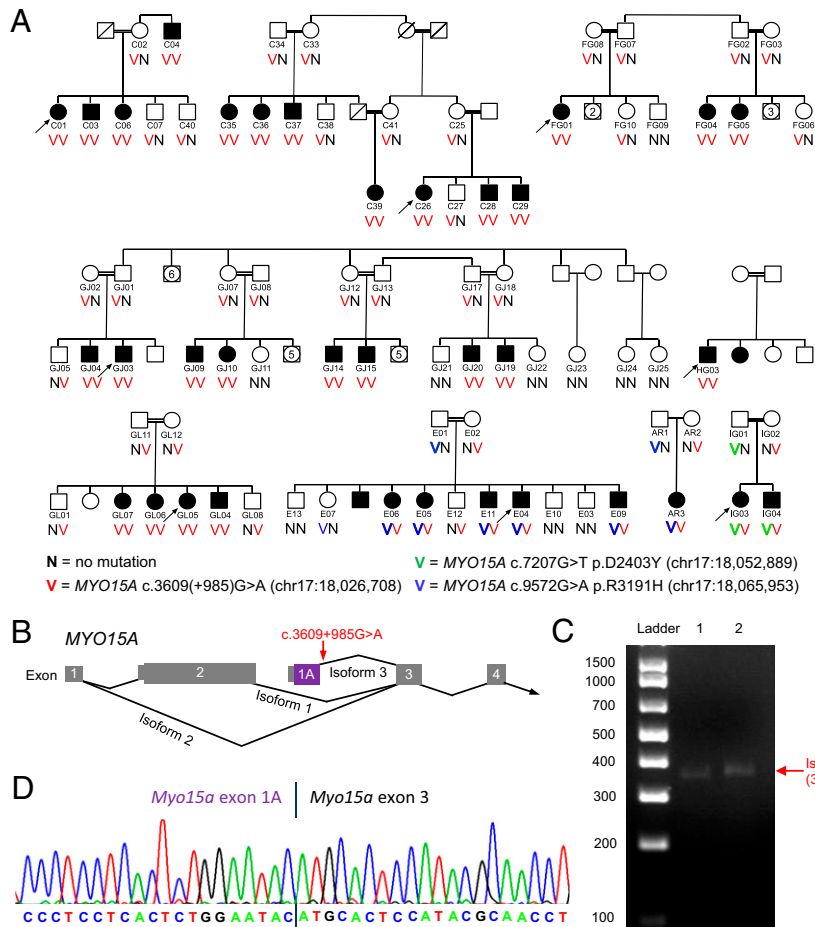 A
C02 C04 C34 C33 FG08 FG07 FG02 FG03
VN VV VN VN VN VN VN VN
C01 C03 C06 C07 C40 C35 C36 C37 C38 C41 C25 FG01 2 FG10 FG09 FG04 FG05 3 FG06
VV VV VV VN VN VV VV VV VN VN VN VV VN NN VV VV VN
C39 C26 C27 C28 C29
VV VV VN VV VV
GJ02 GJ01 6 GJ07 GJ08 GJ12 GJ13 GJ17 GJ18
VN VN VN VN VN VN VN VN
GJ05 GJ04 GJ03 GJ09 GJ10 GJ11 5 GJ14 GJ15 5 GJ21 GJ20 GJ19 GJ22 GJ23 GJ24 GJ25 HG03
NV VV VV VV VV NN VV VV NN VV VV NN NN NN NN VV
GL11 GL12 E01 E02 AR1 AR2 IG01 IG02
NV NV VN NV VN NV VN NV
GL01 GL07 GL06 GL05 GL04 GL08 E13 E07 E06 E05 E12 E11 E04 E10 E03 E09 AR3 IG03 IG04
NV VV VV VV VV NV NN VN VV VV NV VV VV NN NN VV VV VV VV
N = no mutation
V = MYO15A c.3609(+985)G>A (chr17:18,026,708)
V = MYO15A c.7207G>T p.D2403Y (chr17:18,052,889)
V = MYO15A c.9572G>A p.R3191H (chr17:18,065,953)
B
MYO15A
c.3609+985G>A
Exon 1 2 1A 3 4
Isoform 3
Isoform 1
Isoform 2
C
Ladder 1 2
1500
1000
700
500
400
Is
(3
300
200
100
D
Myo15a exon 1A Myo15a exon 3
CCCTCCTCACTCTGGAATACATGCACTCCATACGCAACCT